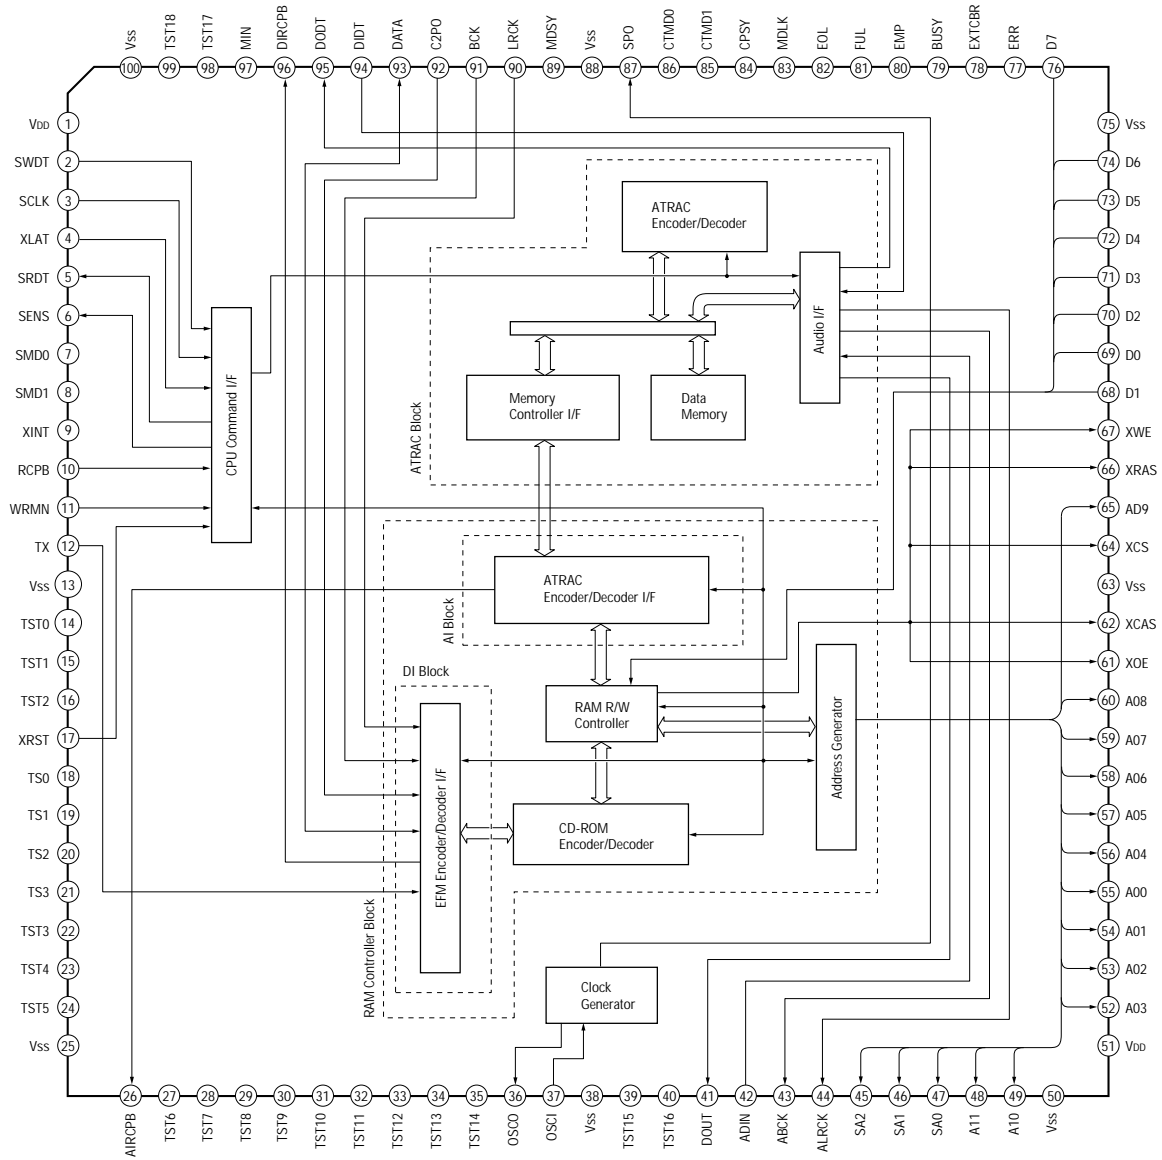 Vss
TST18
TST17
MIN
DIRCPB
DODT
DIDT
DATA
C2PO
BCK
LRCK
MDSY
Vss
SPO
CTMD0
CTMD1
CPSY
MDLK
EOL
FUL
EMP
BUSY
EXTCBR
ERR
D7
100 99 98 97 96 95 94 93 92 91 90 89 88 87 86 85 84 83 82 81 80 79 78 77 76
VDD 1
SWDT 2
SCLK 3
XLAT 4
SRDT 5
SENS 6
SMD0 7
SMD1 8
XINT 9
RCPB 10
WRMN 11
TX 12
Vss 13
TST0 14
TST1 15
TST2 16
XRST 17
TS0 18
TS1 19
TS2 20
TS3 21
TST3 22
TST4 23
TST5 24
Vss 25
CPU Command I/F
ATRAC Block
ATRAC
Encoder/Decoder
Audio I/F
Memory
Controller I/F
Data
Memory
AI Block
ATRAC
Encoder/Decoder I/F
DI Block
RAM R/W
Controller
Address Generator
EFM Encoder/Decoder I/F
CD-ROM
Encoder/Decoder
RAM Controller Block
Clock
Generator
75 Vss
74 D6
73 D5
72 D4
71 D3
70 D2
69 D0
68 D1
67 XWE
66 XRAS
65 AD9
64 XCS
63 Vss
62 XCAS
61 XOE
60 A08
59 A07
58 A06
57 A05
56 A04
55 A00
54 A01
53 A02
52 A03
51 VDD
26 27 28 29 30 31 32 33 34 35 36 37 38 39 40 41 42 43 44 45 46 47 48 49 50
AIRCPB
TST6
TST7
TST8
TST9
TST10
TST11
TST12
TST13
TST14
OSCO
OSCI
Vss
TST15
TST16
DOUT
ADIN
ABCK
ALRCK
SA2
SA1
SA0
A11
A10
Vss